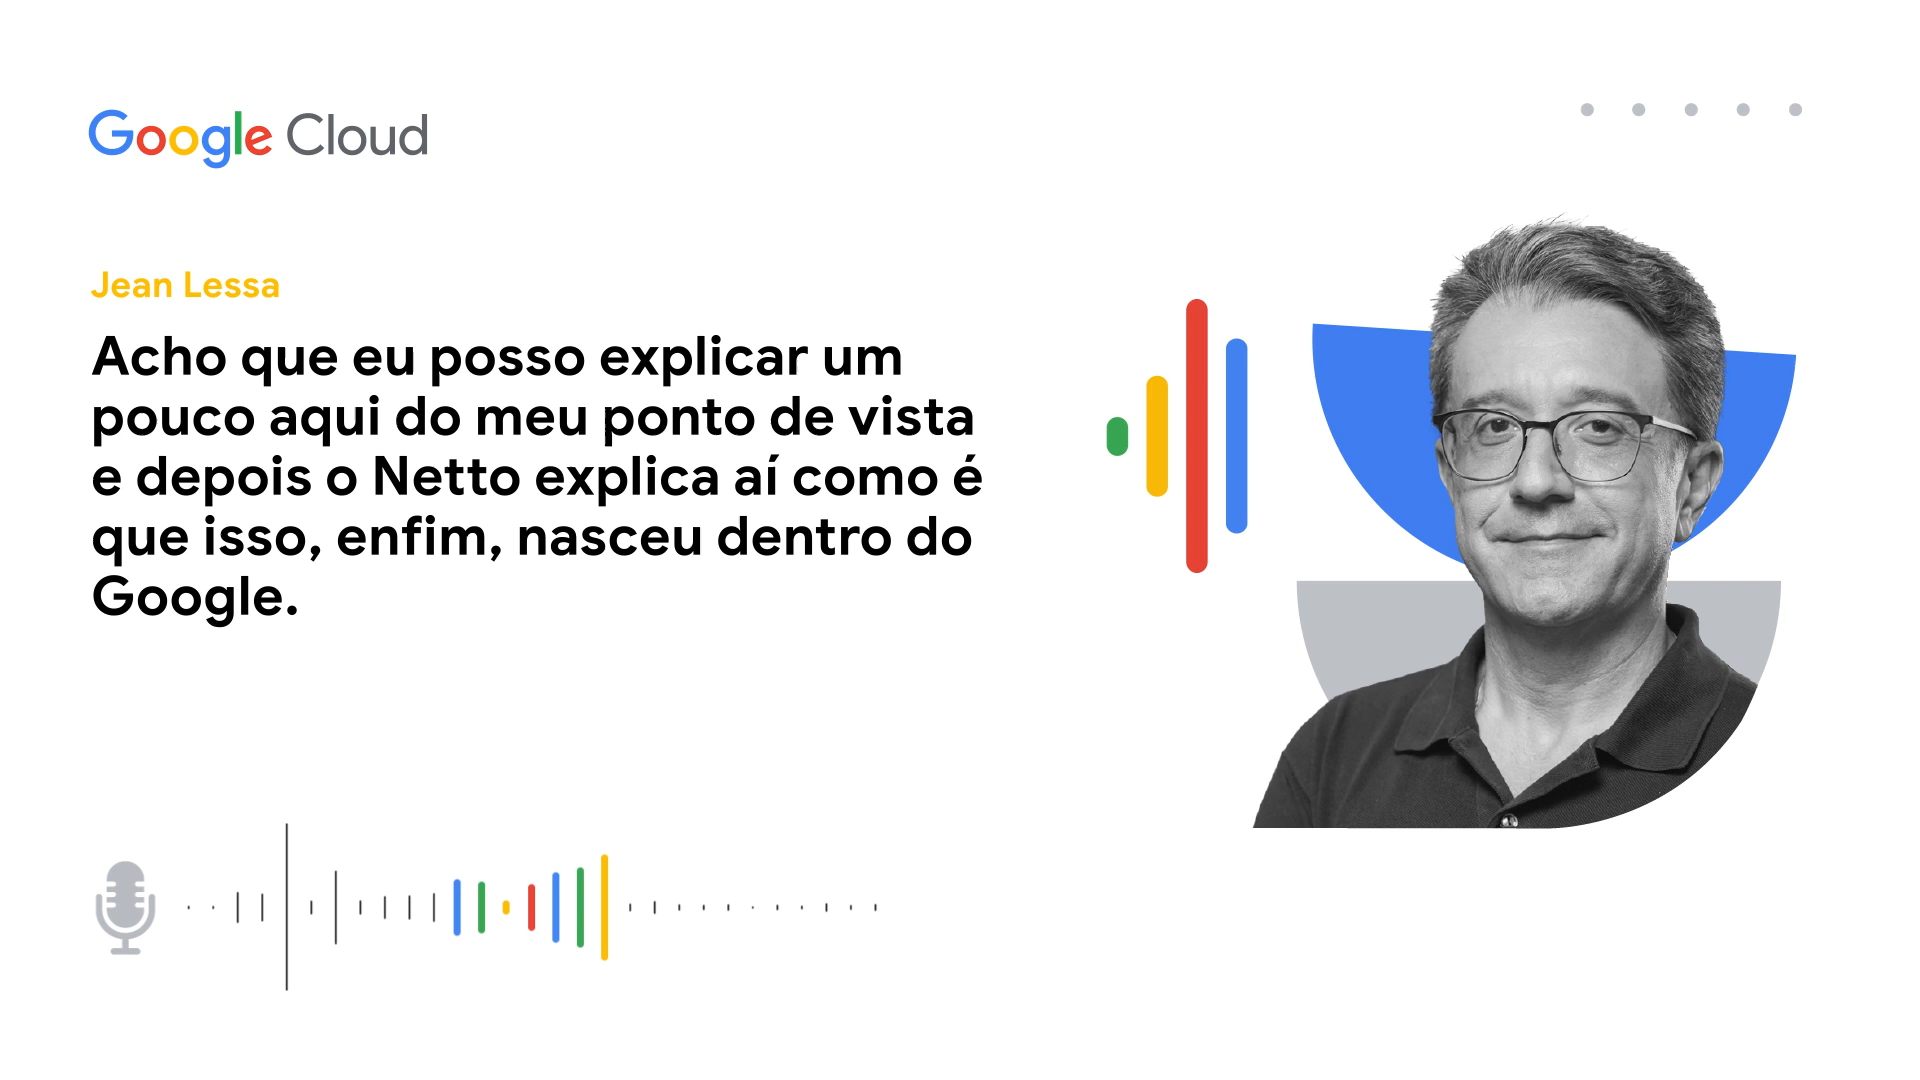 Google Cloud
Jean Lessa
Acho que eu posso explicar um
pouco aqui do meu ponto de vista
e depois o Netto explica aí como é
que isso, enfim, nasceu dentro do
Google.